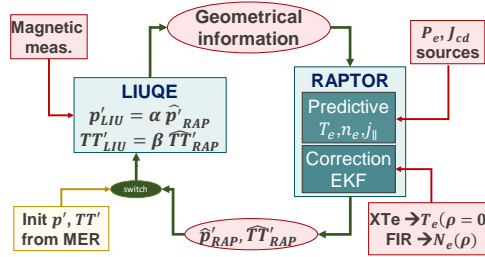 Magnetic
meas.
Geometrical
information
P_e, J_cd
sources
LIUQE
p'_LIU = α p̂'_RAP
TT'_LIU = β T̂T'_RAP
RAPTOR
Predictive
T_e, n_e, j_∥
Correction
EKF
switch
Init p', TT'
from MER
p̂'_RAP, T̂T'_RAP
XTe → T_e(ρ = 0
FIR → N_e(ρ)